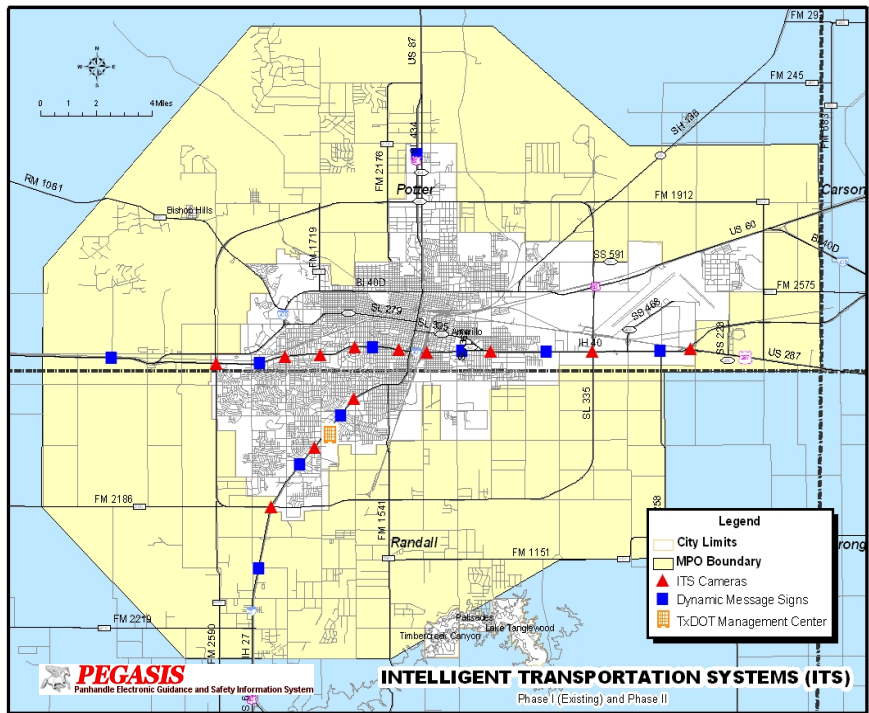 FM 29
US 87
FM 245
N
W E
S
0 1 2 4 Miles
SH 136
FM 683
FM 2176
RM 1061
Potter
Carson
FM 1912
Bishop Hills
US 60
FM 1719
SS 591
BI 40D
BI 40D
FM 2575
SL 279
SL 335
SS 468
Amarillo
IH 40
SS 228
US 287
SL 335
FM 2186
FM 1541
Randall
FM 1151
Palisades
Lake Tanglewood
Timbercreek Canyon
FM 2219
FM 2590
IH 27
Legend
City Limits
MPO Boundary
ITS Cameras
Dynamic Message Signs
TxDOT Management Center
PEGASIS
Panhandle Electronic Guidance and Safety Information System
INTELLIGENT TRANSPORTATION SYSTEMS (ITS)
Phase I (Existing) and Phase II